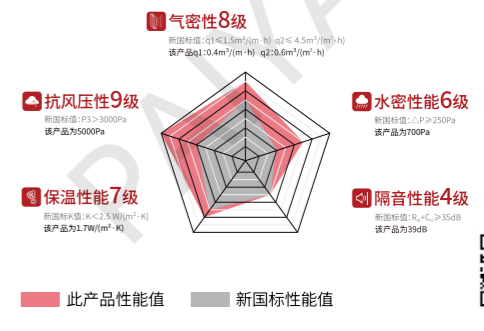 气密性8级
新国标值:q1≤1.5m³/(m·h) q2≤4.5m³/(m²·h)
该产品q1:0.4m³/(m·h) q2:0.6m³/(m²·h)
抗风压性9级
新国标值:P3＞3000Pa
该产品为5000Pa
水密性能6级
新国标值:△P≥250Pa
该产品为700Pa
保温性能7级
新国标K值:K＜2.5 W/(m²·K)
该产品为1.7W/(m²·K)
隔音性能4级
新国标值:Rw+Ctr≥35dB
该产品为39dB
此产品性能值
新国标性能值